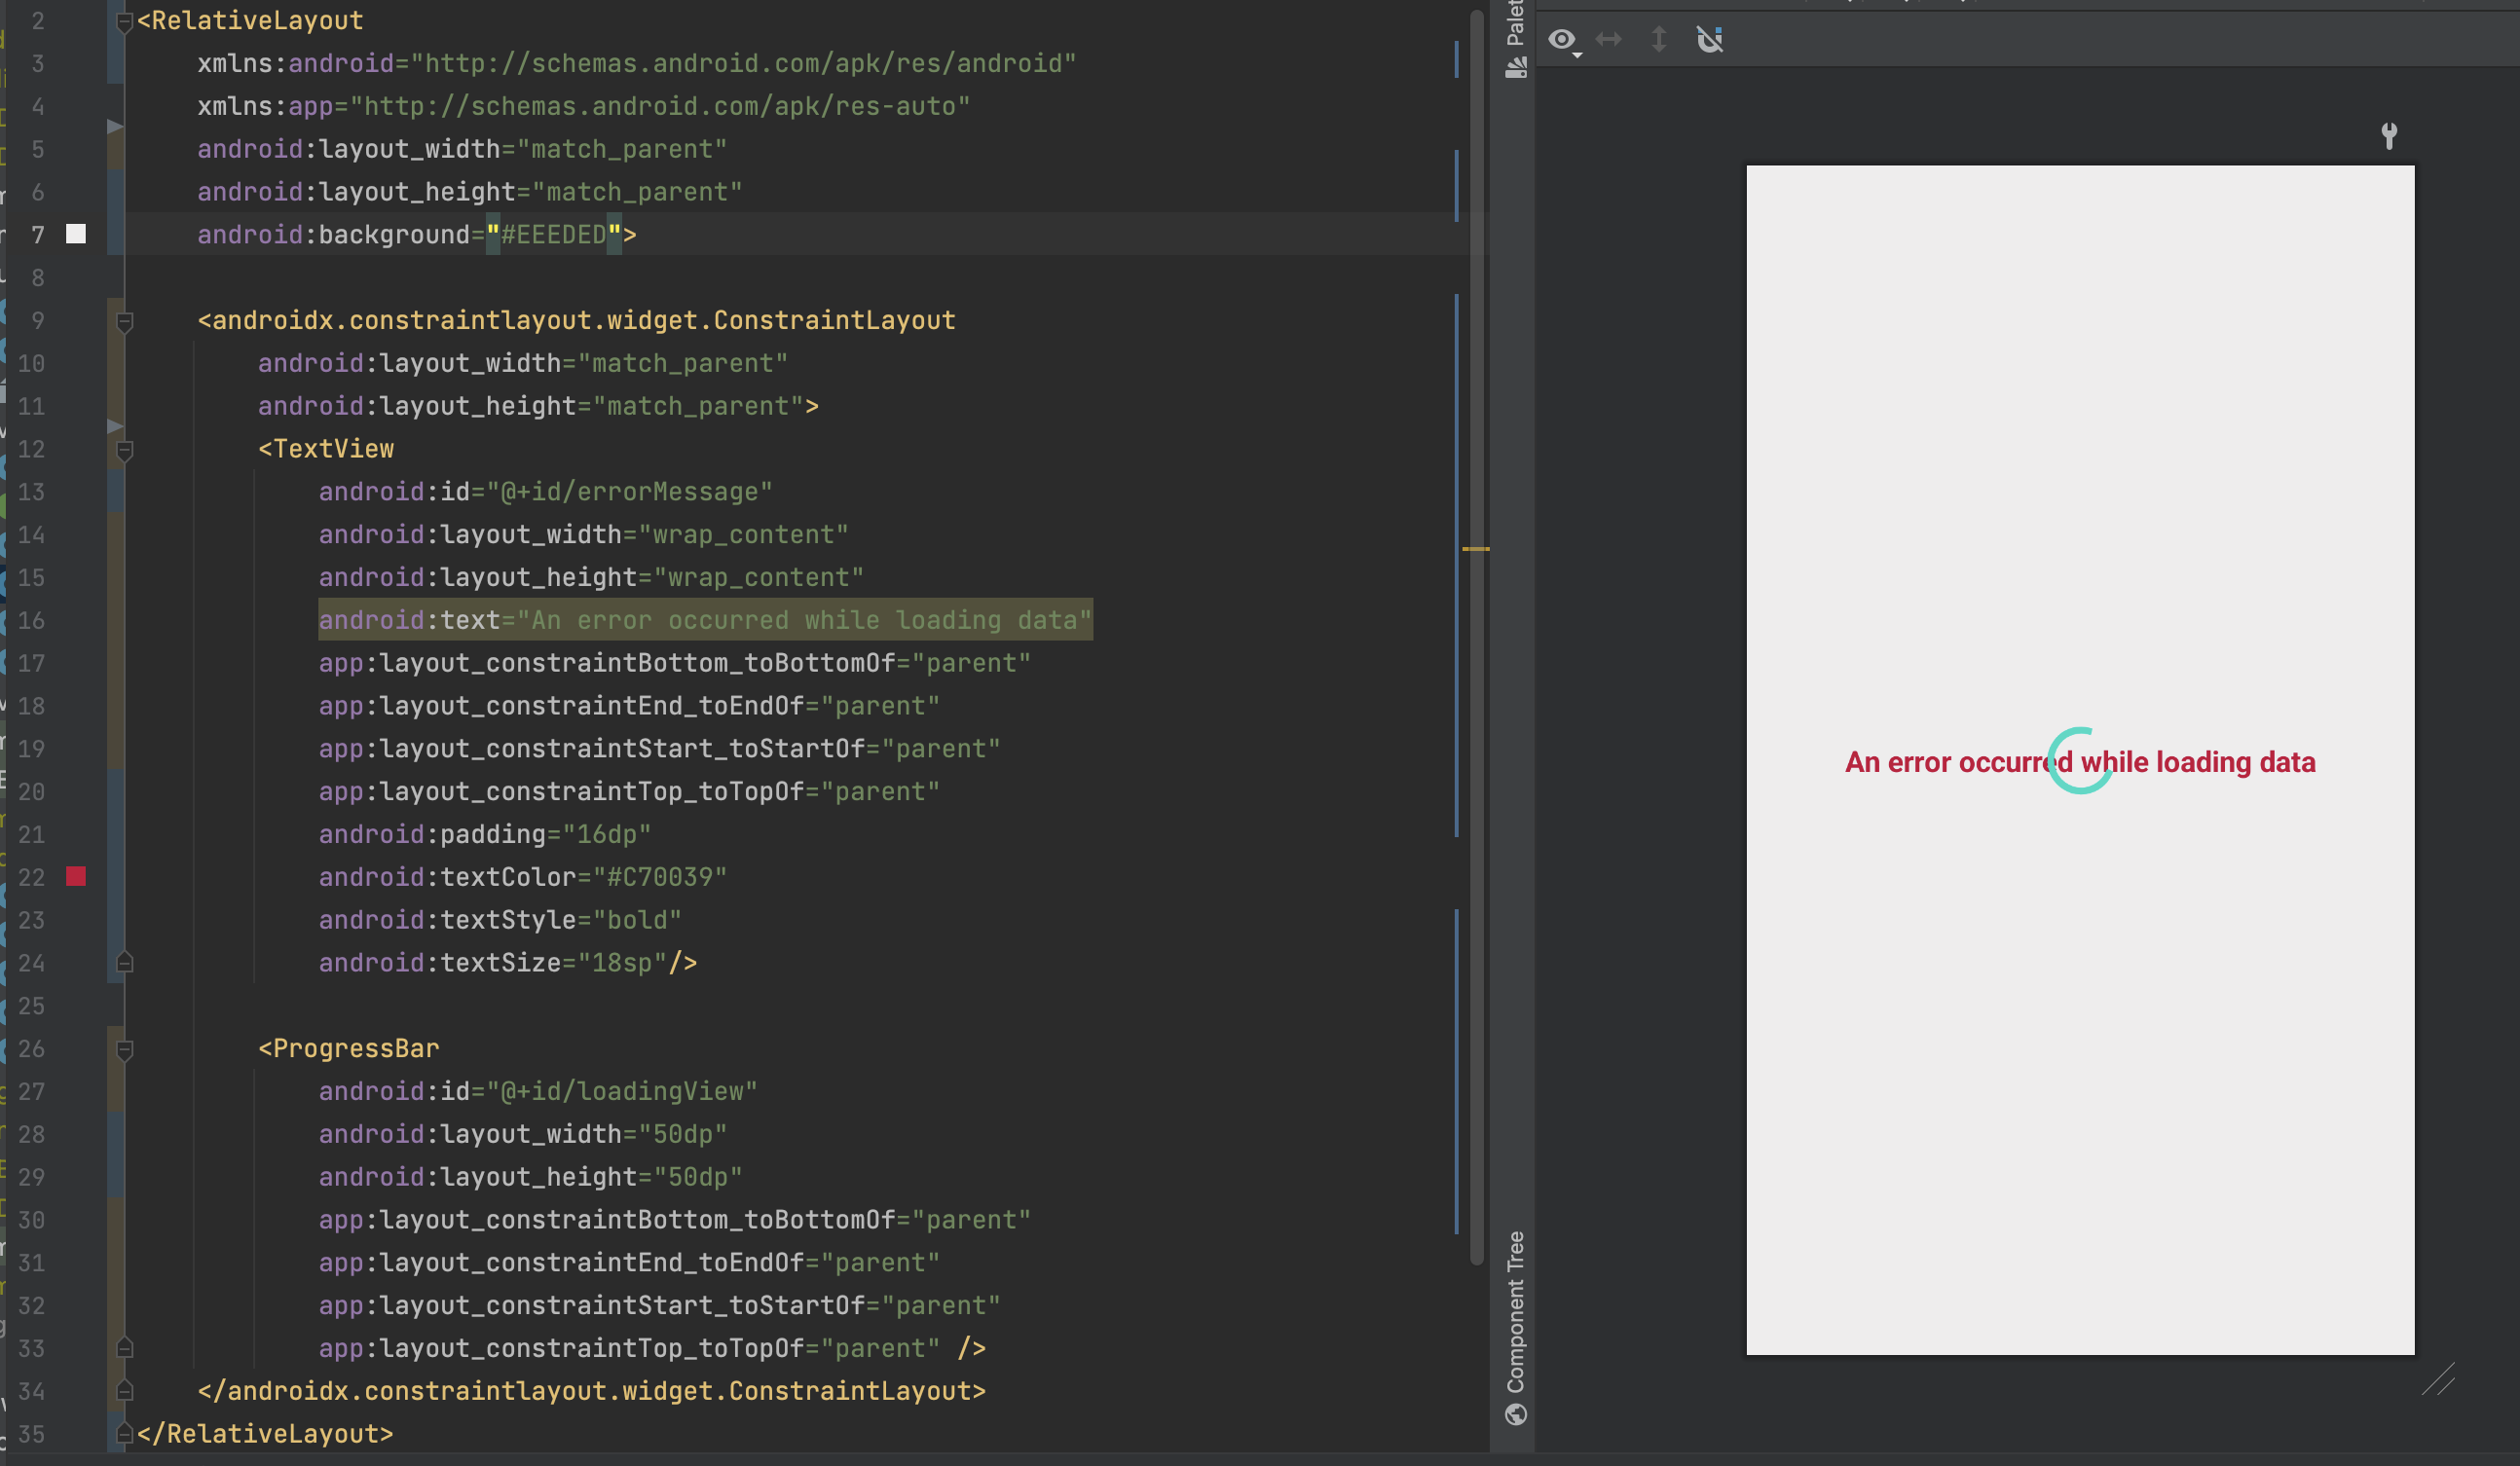 2 <RelativeLayout
3 xmlns:android="http://schemas.android.com/apk/res/android"
4 xmlns:app="http://schemas.android.com/apk/res-auto"
5 android:layout_width="match_parent"
6 android:layout_height="match_parent"
7 android:background="#EEEDED">
8
9 <androidx.constraintlayout.widget.ConstraintLayout
10 android:layout_width="match_parent"
11 android:layout_height="match_parent">
12 <TextView
13 android:id="@+id/errorMessage"
14 android:layout_width="wrap_content"
15 android:layout_height="wrap_content"
16 android:text="An error occurred while loading data"
17 app:layout_constraintBottom_toBottomOf="parent"
18 app:layout_constraintEnd_toEndOf="parent"
19 app:layout_constraintStart_toStartOf="parent"
20 app:layout_constraintTop_toTopOf="parent"
21 android:padding="16dp"
22 android:textColor="#C70039"
23 android:textStyle="bold"
24 android:textSize="18sp"/>
25
26 <ProgressBar
27 android:id="@+id/loadingView"
28 android:layout_width="50dp"
29 android:layout_height="50dp"
30 app:layout_constraintBottom_toBottomOf="parent"
31 app:layout_constraintEnd_toEndOf="parent"
32 app:layout_constraintStart_toStartOf="parent"
33 app:layout_constraintTop_toTopOf="parent" />
34 </androidx.constraintlayout.widget.ConstraintLayout>
35 </RelativeLayout>
Palet
Component Tree
An error occurred while loading data